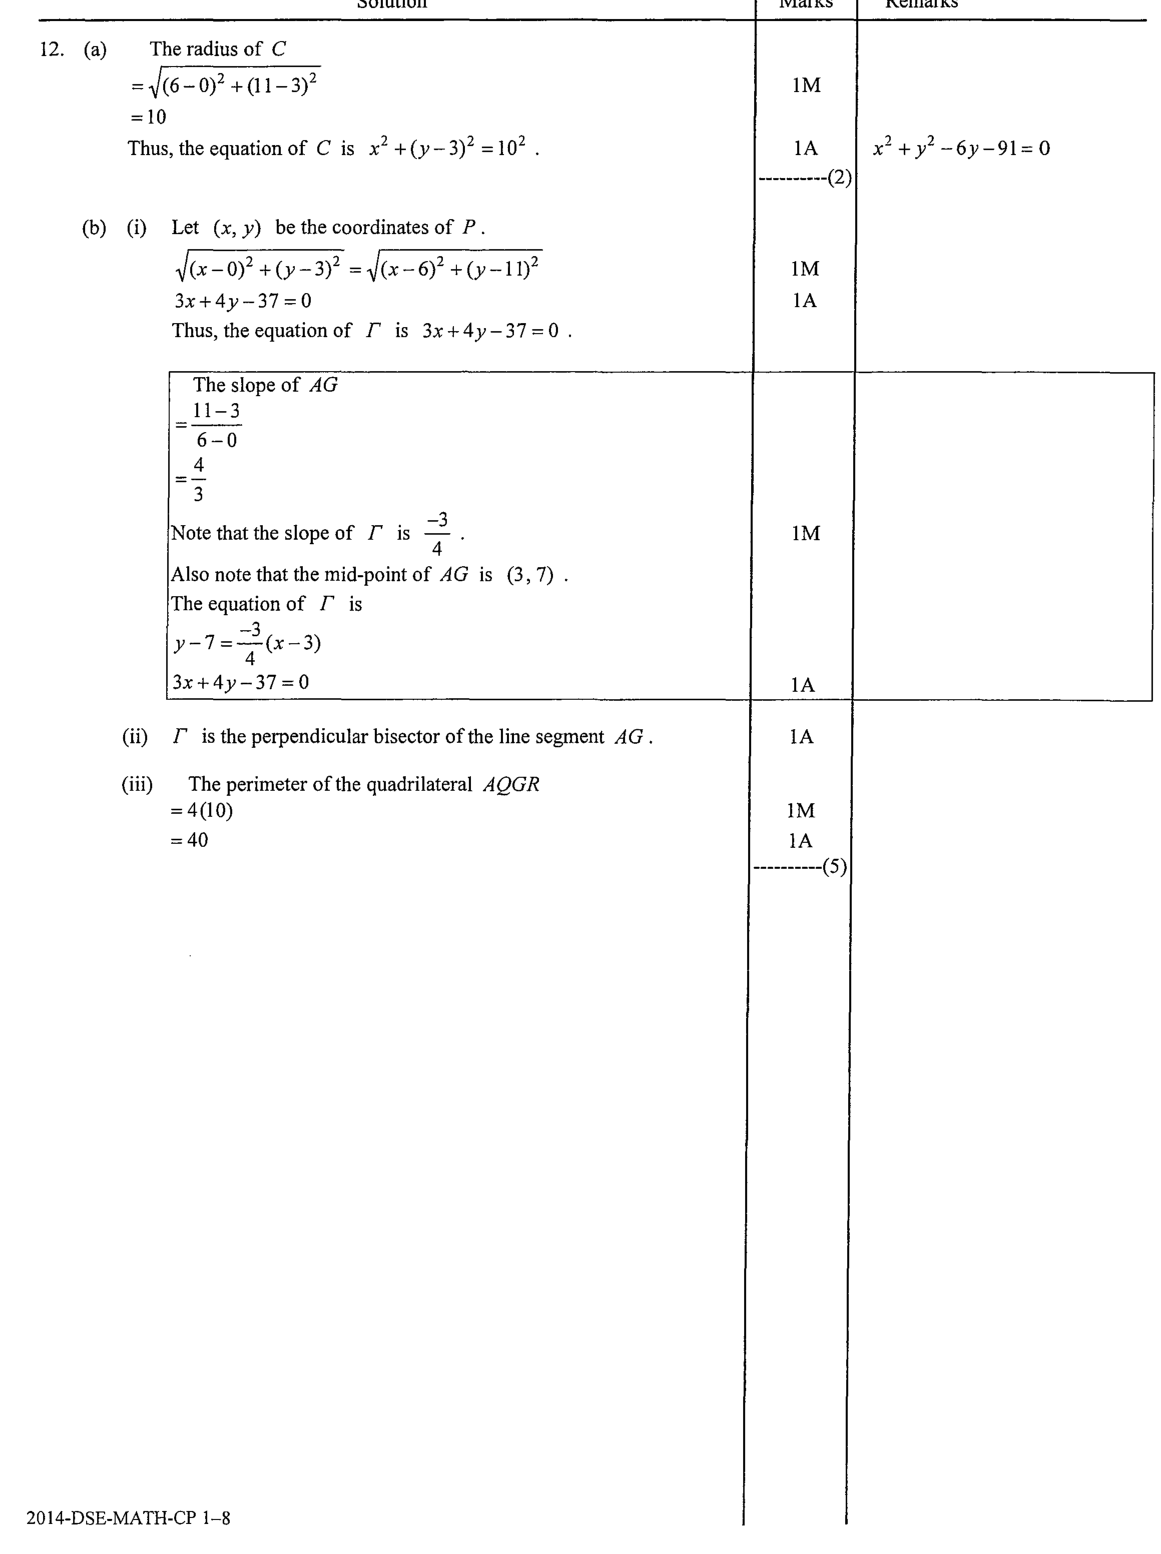 Solution Marks Remarks
12. (a) The radius of C
= √((6−0)² + (11−3)²) 1M
= 10
Thus, the equation of C is x² + (y−3)² = 10² . 1A x² + y² − 6y − 91 = 0
----------(2)
(b) (i) Let (x, y) be the coordinates of P .
√((x−0)² + (y−3)²) = √((x−6)² + (y−11)²) 1M
3x + 4y − 37 = 0 1A
Thus, the equation of Γ is 3x + 4y − 37 = 0 .
The slope of AG
= (11−3)/(6−0)
= 4/3
Note that the slope of Γ is −3/4 . 1M
Also note that the mid-point of AG is (3, 7) .
The equation of Γ is
y − 7 = −3/4 (x − 3)
3x + 4y − 37 = 0 1A
(ii) Γ is the perpendicular bisector of the line segment AG . 1A
(iii) The perimeter of the quadrilateral AQGR
= 4(10) 1M
= 40 1A
----------(5)
2014-DSE-MATH-CP 1–8